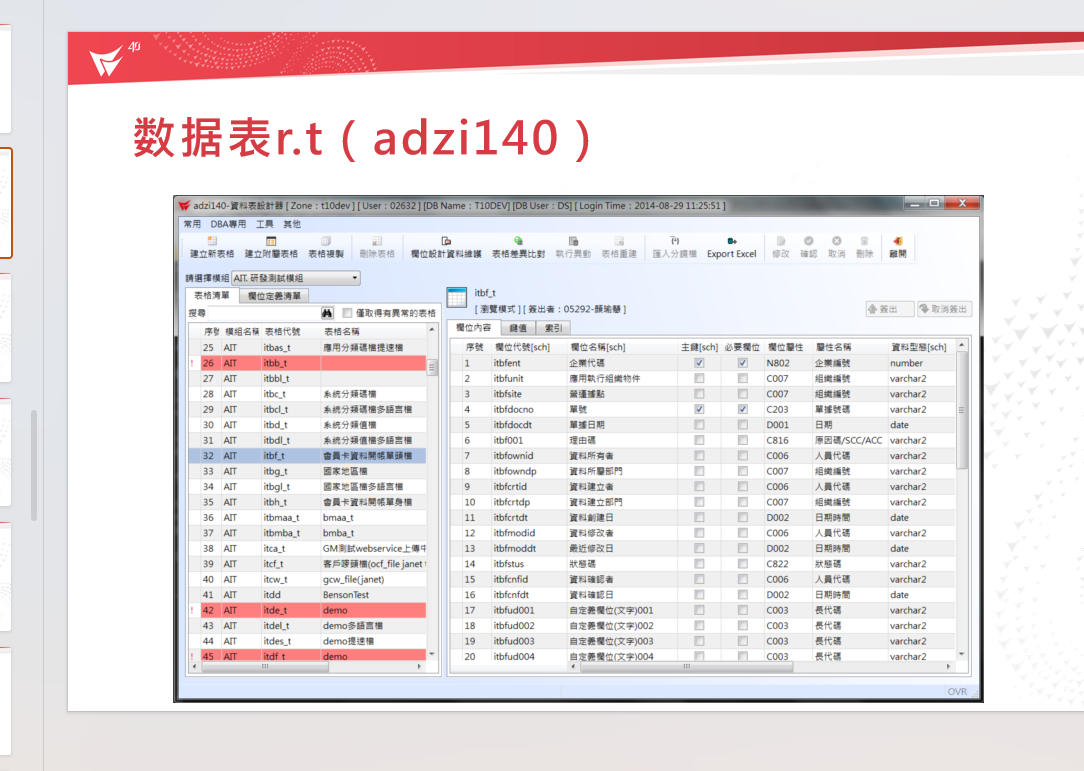 40
数据表r.t（adzi140）
adzi140-資料表設計器 [ Zone : t10dev ] [ User : 02632 ] [DB Name : T10DEV] [DB User : DS] [ Login Time : 2014-08-29 11:25:51 ]
常用 DBA專用 工具 其他
建立新表格 建立附屬表格 表格複製 刪除表格 欄位設計資料維護 表格差異比對 執行異動 表格重建 匯入分鏡檔 Export Excel 修改 確認 取消 刪除 離開
請選擇模組 AIT. 研發測試模組
表格清單 欄位定義清單
搜尋 僅取得有異常的表格
序號 模組名稱 表格代號 表格名稱
25 AIT itbas_t 應用分類碼檔提速檔
! 26 AIT itbb_t
27 AIT itbbl_t
28 AIT itbc_t 系統分類碼檔
29 AIT itbcl_t 系統分類碼檔多語言檔
30 AIT itbd_t 系統分類值檔
31 AIT itbdl_t 系統分類值檔多語言檔
32 AIT itbf_t 會員卡資料開帳單頭檔
33 AIT itbg_t 國家地區檔
34 AIT itbgl_t 國家地區檔多語言檔
35 AIT itbh_t 會員卡資料開帳單身檔
36 AIT itbmaa_t bmaa_t
37 AIT itbmba_t bmba_t
38 AIT itca_t GM測試webservice上傳中
39 AIT itcf_t 客戶嘜頭檔(ocf_file janet
40 AIT itcw_t gcw_file(janet)
41 AIT itdd BensonTest
! 42 AIT itde_t demo
43 AIT itdel_t demo多語言檔
44 AIT itdes_t demo提速檔
! 45 AIT itdf_t demo
itbf_t
[ 瀏覽模式 ] [ 簽出者 : 05292-顏瑜慧 ]
簽出 取消簽出
欄位內容 鍵值 索引
序號 欄位代號[sch] 欄位名稱[sch] 主鍵[sch] 必要欄位 欄位屬性 屬性名稱 資料型態[sch]
1 itbfent 企業代碼 N802 企業編號 number
2 itbfunit 應用執行組織物件 C007 組織編號 varchar2
3 itbfsite 營運據點 C007 組織編號 varchar2
4 itbfdocno 單號 C203 單據號碼 varchar2
5 itbfdocdt 單據日期 D001 日期 date
6 itbf001 理由碼 C816 原因碼/SCC/ACC varchar2
7 itbfownid 資料所有者 C006 人員代碼 varchar2
8 itbfowndp 資料所屬部門 C007 組織編號 varchar2
9 itbfcrtid 資料建立者 C006 人員代碼 varchar2
10 itbfcrtdp 資料建立部門 C007 組織編號 varchar2
11 itbfcrtdt 資料創建日 D002 日期時間 date
12 itbfmodid 資料修改者 C006 人員代碼 varchar2
13 itbfmoddt 最近修改日 D002 日期時間 date
14 itbfstus 狀態碼 C822 狀態碼 varchar2
15 itbfcnfid 資料確認者 C006 人員代碼 varchar2
16 itbfcnfdt 資料確認日 D002 日期時間 date
17 itbfud001 自定義欄位(文字)001 C003 長代碼 varchar2
18 itbfud002 自定義欄位(文字)002 C003 長代碼 varchar2
19 itbfud003 自定義欄位(文字)003 C003 長代碼 varchar2
20 itbfud004 自定義欄位(文字)004 C003 長代碼 varchar2
OVR